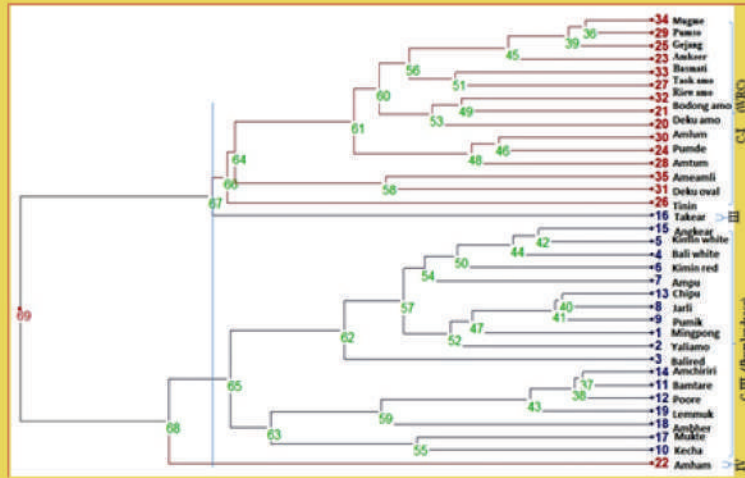 34 Mugme
36
29 Pumso
39
25 Gejang
45
23 Amkeer
56
33 Basmati
51
27 Task amo
60
32 Rice amo
49
21 Bodong amo
53
20 Deku amo
61
30 Amlum
46
24 Pumde
48
28 Amtum
64
35 Ameamli
66
58
31 Deku oval
67
26 Tinin
16 Takear
III
15 Angkear
42
5 Kimin white
44
4 Bali white
50
6 Kimin red
54
7 Ampu
13 Chipu
57
40
8 Jarli
41
9 Pumik
47
69
1 Mingpong
62
52
2 Yaliamo
3 Balired
14 Amchiriri
65
37
11 Bamtare
38
12 Poore
43
19 Lemmuk
59
18 Ambher
68
63
17 Mukte
55
10 Kecha
22 Amham
IV